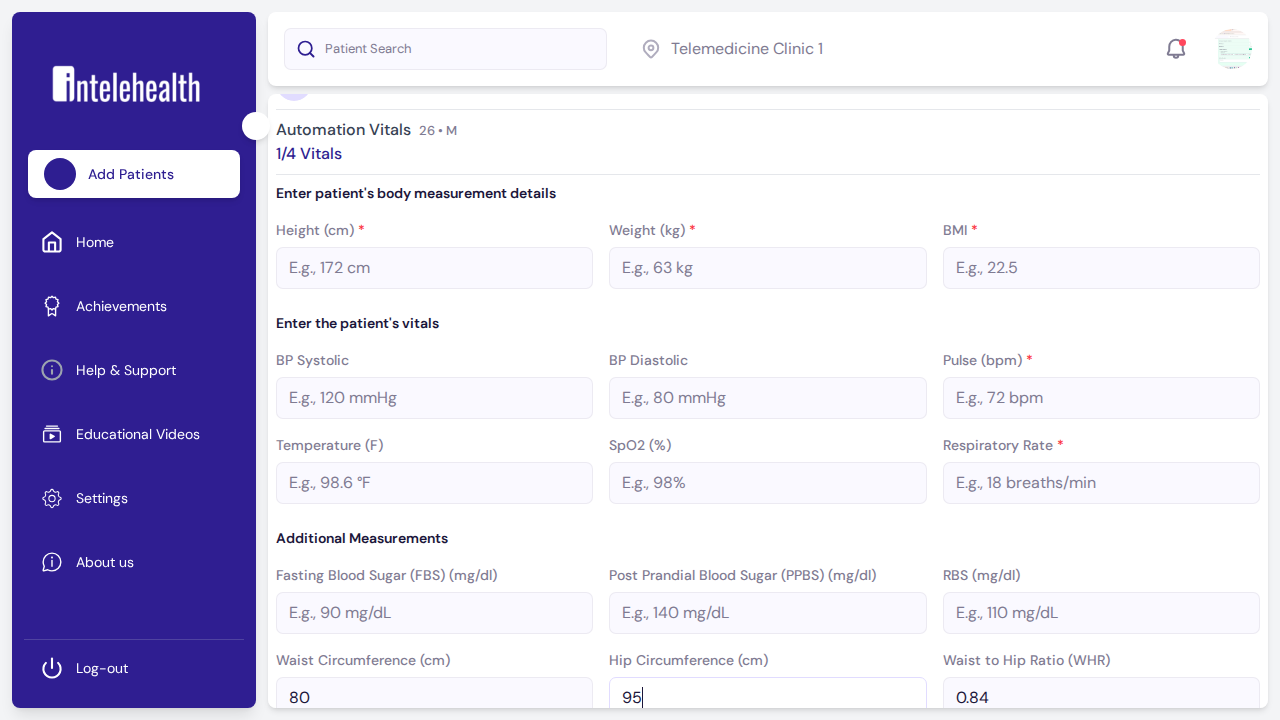 intelehealth
Add Patients
Home
Achievements
Help & Support
Educational Videos
Settings
About us
Log-out
Patient Search
Telemedicine Clinic 1
Automation Vitals 26 • M
1/4 Vitals
Enter patient's body measurement details
Height (cm) * Weight (kg) * BMI *
E.g., 172 cm E.g., 63 kg E.g., 22.5
Enter the patient's vitals
BP Systolic BP Diastolic Pulse (bpm) *
E.g., 120 mmHg E.g., 80 mmHg E.g., 72 bpm
Temperature (F) SpO2 (%) Respiratory Rate *
E.g., 98.6 °F E.g., 98% E.g., 18 breaths/min
Additional Measurements
Fasting Blood Sugar (FBS) (mg/dl) Post Prandial Blood Sugar (PPBS) (mg/dl) RBS (mg/dl)
E.g., 90 mg/dL E.g., 140 mg/dL E.g., 110 mg/dL
Waist Circumference (cm) Hip Circumference (cm) Waist to Hip Ratio (WHR)
80 95 0.84